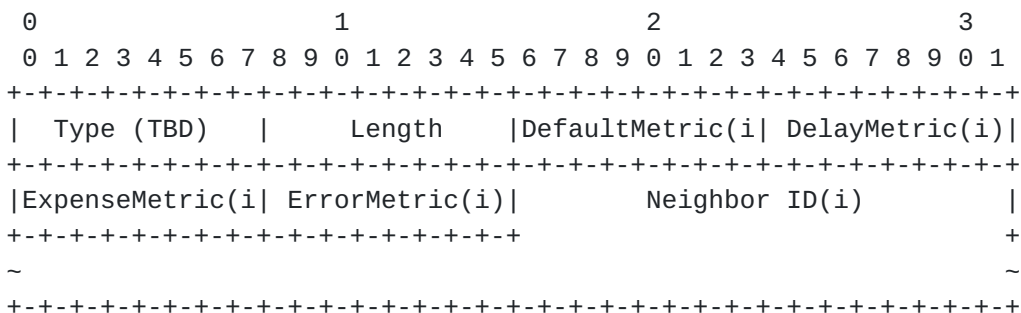 0                   1                   2                   3
0 1 2 3 4 5 6 7 8 9 0 1 2 3 4 5 6 7 8 9 0 1 2 3 4 5 6 7 8 9 0 1
+-+-+-+-+-+-+-+-+-+-+-+-+-+-+-+-+-+-+-+-+-+-+-+-+-+-+-+-+-+-+-+-+
|  Type (TBD)   |     Length    |DefaultMetric(i| DelayMetric(i)|
+-+-+-+-+-+-+-+-+-+-+-+-+-+-+-+-+-+-+-+-+-+-+-+-+-+-+-+-+-+-+-+-+
|ExpenseMetric(i| ErrorMetric(i)|        Neighbor ID(i)         |
+-+-+-+-+-+-+-+-+-+-+-+-+-+-+-+-+                               +
~                                                               ~
+-+-+-+-+-+-+-+-+-+-+-+-+-+-+-+-+-+-+-+-+-+-+-+-+-+-+-+-+-+-+-+-+